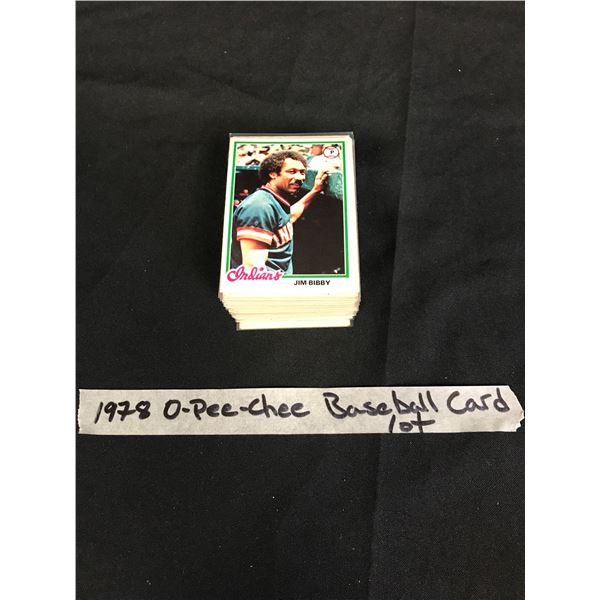 P
Indians
JIM BIBBY
1978 O-Pee-Chee Baseball Card
lot